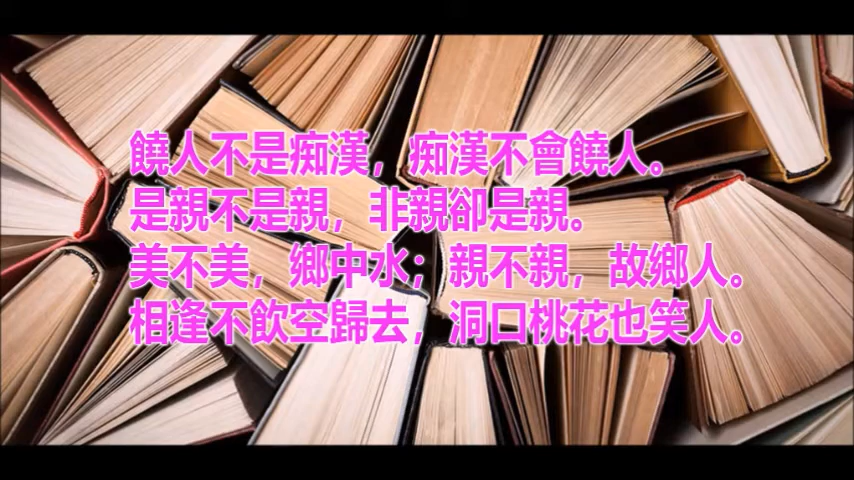 饒人不是痴漢，痴漢不會饒人。
是親不是親，非親卻是親。
美不美，鄉中水；親不親，故鄉人。
相逢不飲空歸去，洞口桃花也笑人。